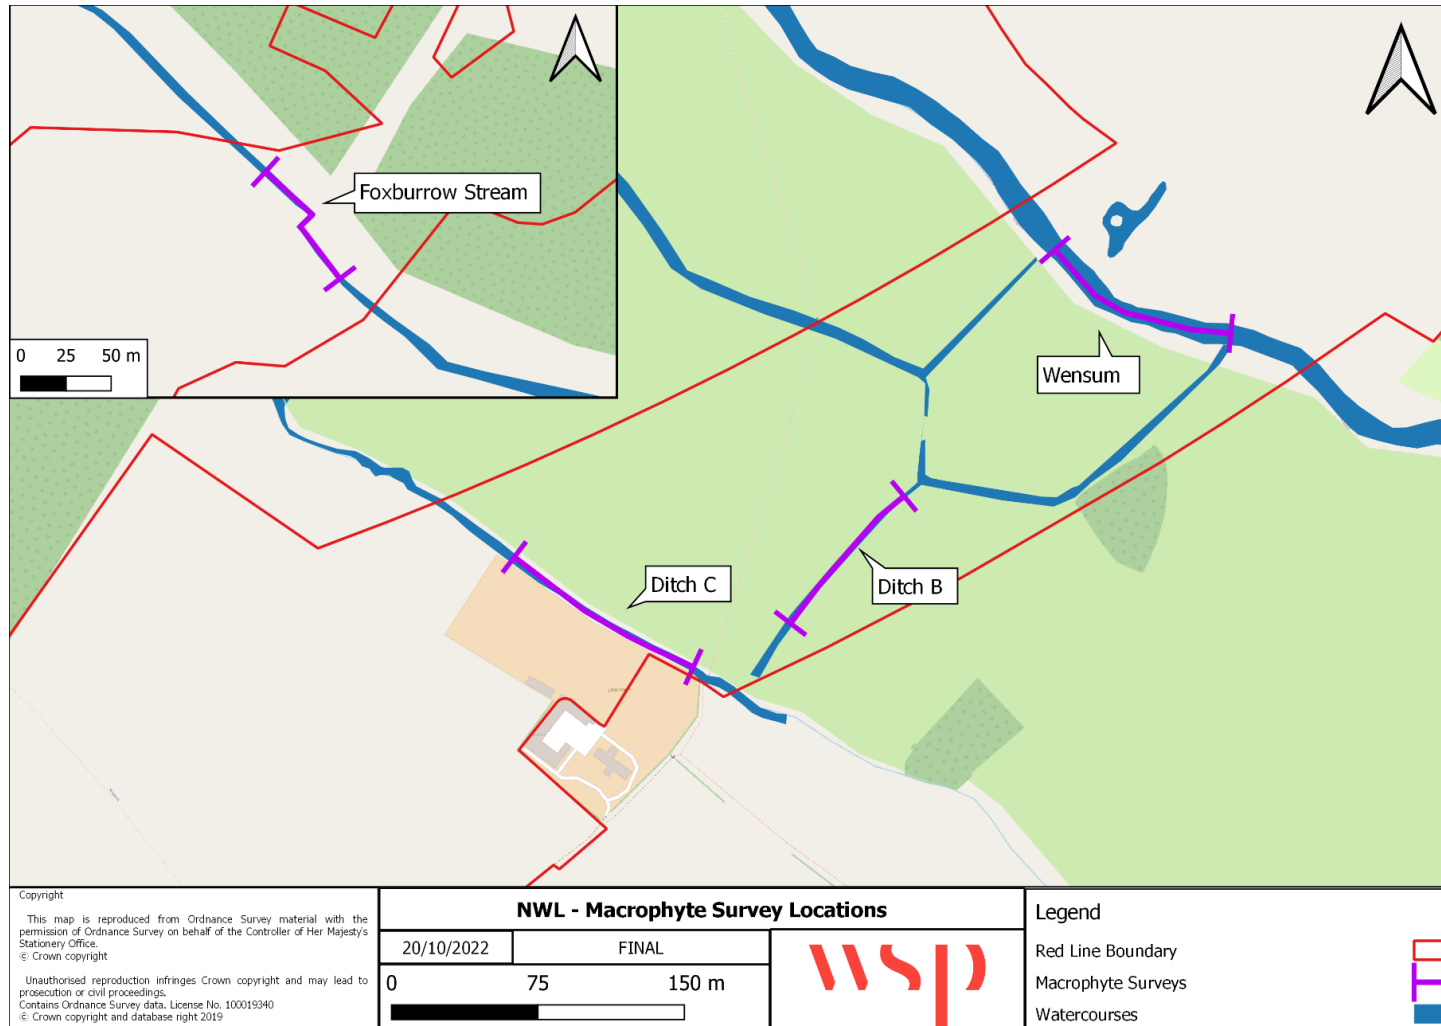 Foxburrow Stream
0 25 50 m
Wensum
Ditch C
Ditch B
Copyright
This map is reproduced from Ordnance Survey material with the
permission of Ordnance Survey on behalf of the Controller of Her Majesty's
Stationery Office.
© Crown copyright
Unauthorised reproduction infringes Crown copyright and may lead to
prosecution or civil proceedings.
Contains Ordnance Survey data. License No. 100019340
© Crown copyright and database right 2019
NWL - Macrophyte Survey Locations
20/10/2022
FINAL
0 75 150 m
wsp
Legend
Red Line Boundary
Macrophyte Surveys
Watercourses